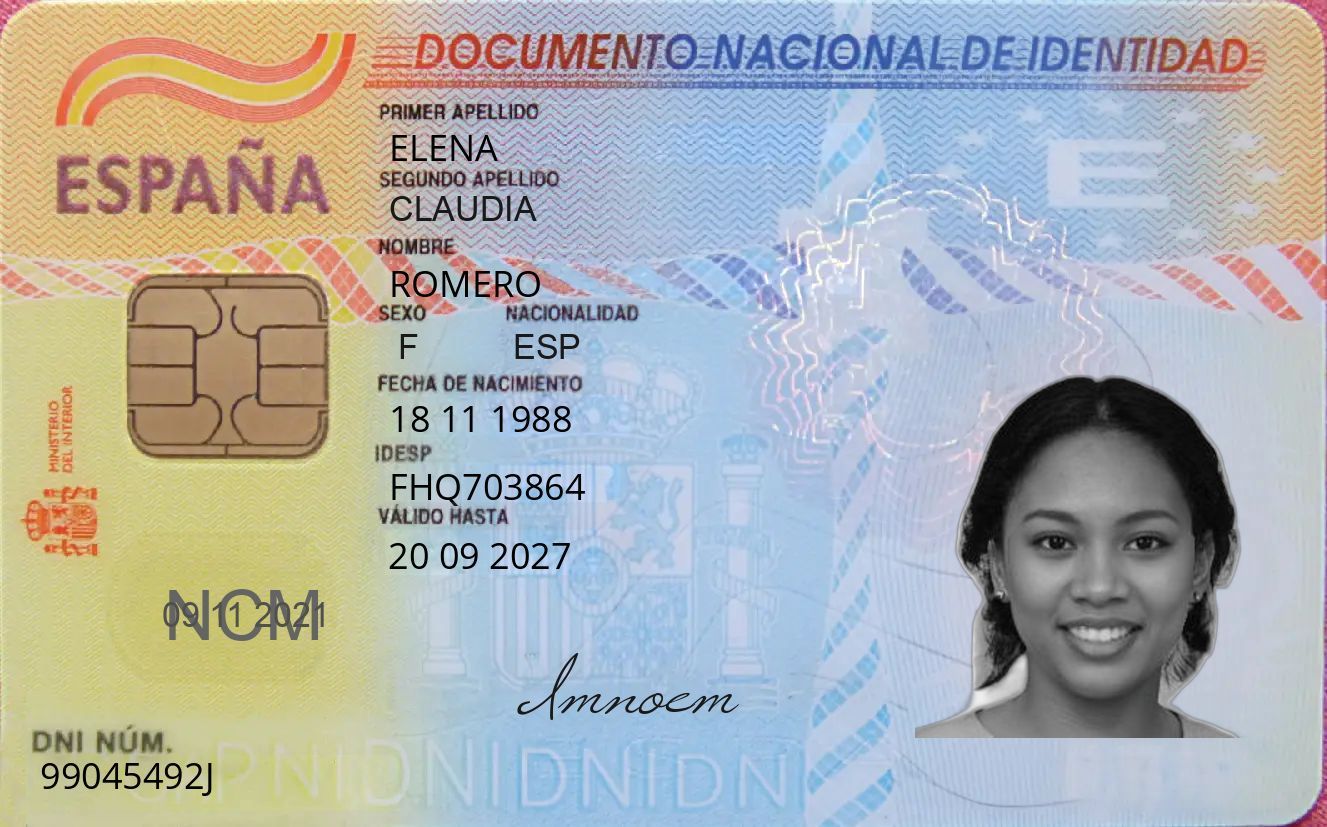 DOCUMENTO NACIONAL DE IDENTIDAD
ESPAÑA
PRIMER APELLIDO
ELENA
SEGUNDO APELLIDO
CLAUDIA
NOMBRE
ROMERO
SEXO NACIONALIDAD
F ESP
FECHA DE NACIMIENTO
18 11 1988
IDESP
FHQ703864
VÁLIDO HASTA
20 09 2027
MINISTERIO
DEL INTERIOR
E
09 11 2021
NCM
lmnoem
DNI NÚM.
99045492J
DNIDNIDNIDN